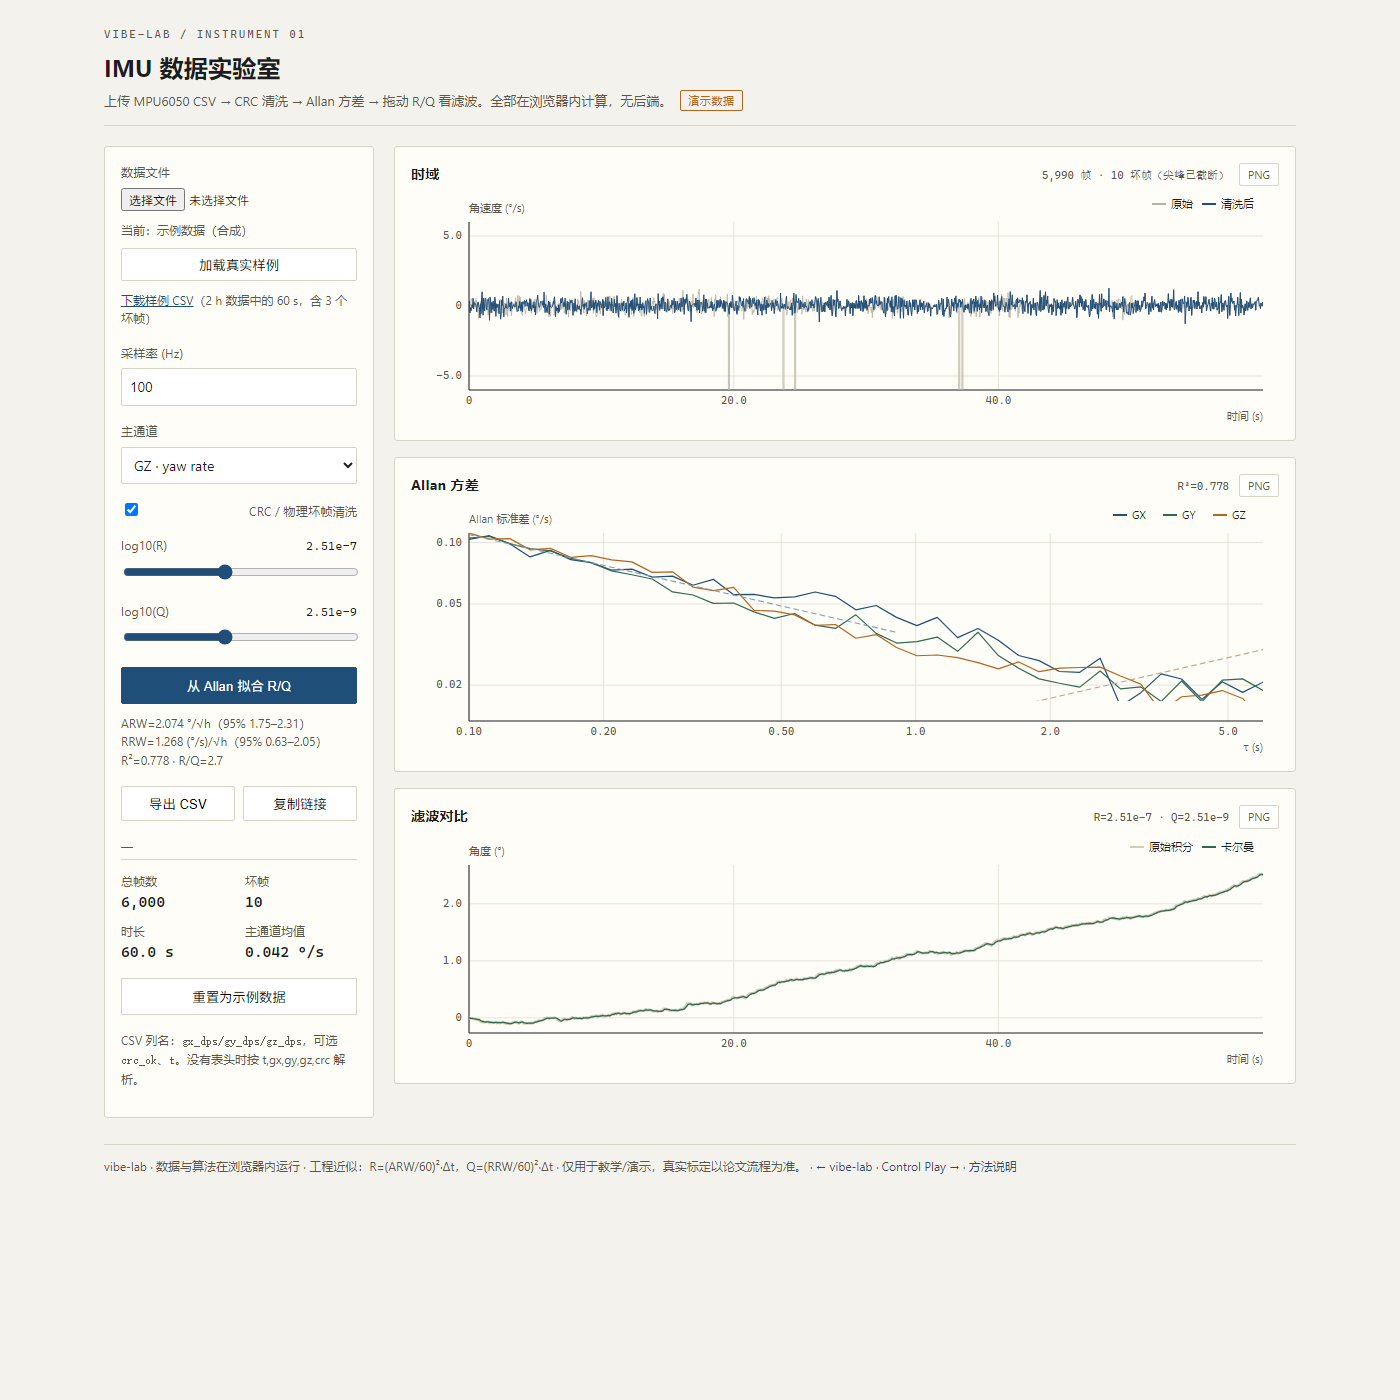 VIBE-LAB / INSTRUMENT 01
IMU 数据实验室
上传 MPU6050 CSV → CRC 清洗 → Allan 方差 → 拖动 R/Q 看滤波。全部在浏览器内计算，无后端。 演示数据
数据文件
选择文件 未选择文件
当前：示例数据（合成）
加载真实样例
下载样例 CSV（2 h 数据中的 60 s，含 3 个
坏帧）
采样率 (Hz)
100
主通道
GZ · yaw rate
CRC / 物理坏帧清洗
log10(R) 2.51e-7
log10(Q) 2.51e-9
从 Allan 拟合 R/Q
ARW=2.074 °/√h（95% 1.75–2.31）
RRW=1.268 (°/s)/√h（95% 0.63–2.05）
R²=0.778 · R/Q=2.7
导出 CSV 复制链接
—
总帧数 坏帧
6,000 10
时长 主通道均值
60.0 s 0.042 °/s
重置为示例数据
CSV 列名：gx_dps/gy_dps/gz_dps，可选
crc_ok、t。没有表头时按 t,gx,gy,gz,crc 解
析。
时域 5,990 帧 · 10 坏帧（尖峰已截断） PNG
角速度 (°/s) 原始 清洗后
5.0
0
−5.0
0 20.0 40.0
时间 (s)
Allan 方差 R²=0.778 PNG
Allan 标准差 (°/s) GX GY GZ
0.10
0.05
0.02
0.10 0.20 0.50 1.0 2.0 5.0
τ (s)
滤波对比 R=2.51e-7 · Q=2.51e-9 PNG
角度 (°) 原始积分 卡尔曼
2.0
1.0
0
0 20.0 40.0
时间 (s)
vibe-lab · 数据与算法在浏览器内运行 · 工程近似：R=(ARW/60)²·Δt，Q=(RRW/60)²·Δt · 仅用于教学/演示，真实标定以论文流程为准。 · ← vibe-lab · Control Play → · 方法说明